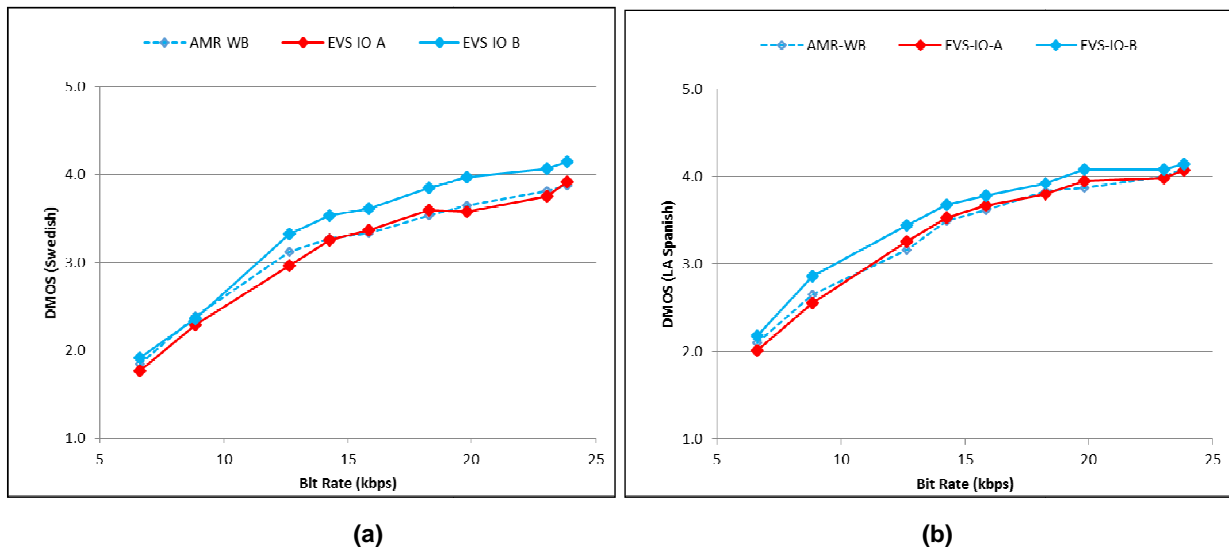 AMR WB EVS IO A EVS IO B
5.0
4.0
3.0
2.0
1.0
DMOS (Swedish)
5 10 15 20 25
Bit Rate (kbps)
(a)
AMR-WB EVS-IO-A EVS-IO-B
5.0
4.0
3.0
2.0
1.0
DMOS (LA Spanish)
5 10 15 20 25
Bit Rate (kbps)
(b)